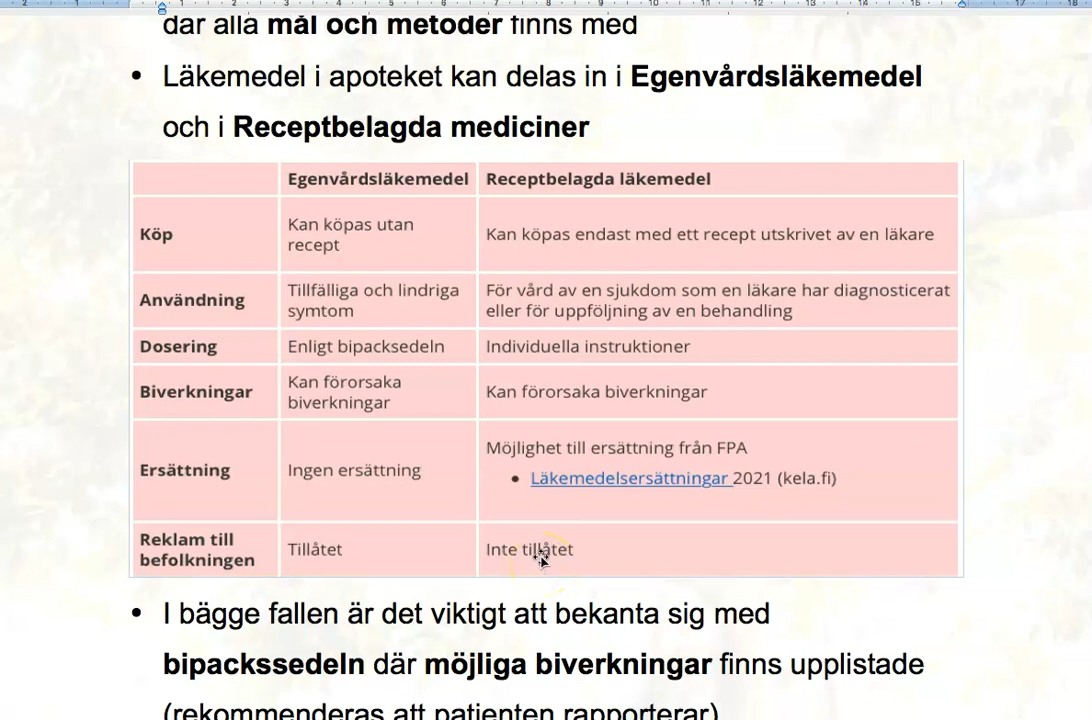 där alla mål och metoder finns med
• Läkemedel i apoteket kan delas in i Egenvårdsläkemedel
och i Receptbelagda mediciner
Egenvårdsläkemedel Receptbelagda läkemedel
Köp
Kan köpas utan
recept
Kan köpas endast med ett recept utskrivet av en läkare
Användning
Tillfälliga och lindriga
symtom
För vård av en sjukdom som en läkare har diagnosticerat
eller för uppföljning av en behandling
Dosering
Enligt bipacksedeln
Individuella instruktioner
Biverkningar
Kan förorsaka
biverkningar
Kan förorsaka biverkningar
Ersättning
Ingen ersättning
Möjlighet till ersättning från FPA
• Läkemedelsersättningar 2021 (kela.fi)
Reklam till
befolkningen
Tillåtet
Inte tillåtet
• I bägge fallen är det viktigt att bekanta sig med
bipackssedeln där möjliga biverkningar finns upplistade
(rekommenderas att patienten rapporterar)